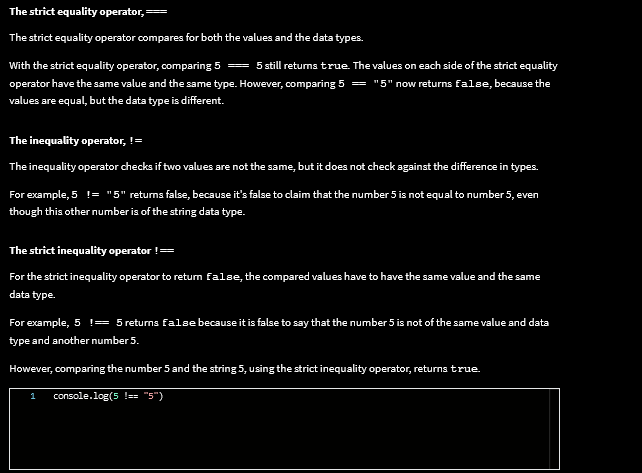 The strict equality operator, ===
The strict equality operator compares for both the values and the data types.
With the strict equality operator, comparing 5 === 5 still returns true. The values on each side of the strict equality
operator have the same value and the same type. However, comparing 5 == "5" now returns false, because the
values are equal, but the data type is different.
The inequality operator, !=
The inequality operator checks if two values are not the same, but it does not check against the difference in types.
For example, 5 != "5" returns false, because it's false to claim that the number 5 is not equal to number 5, even
though this other number is of the string data type.
The strict inequality operator !==
For the strict inequality operator to return false, the compared values have to have the same value and the same
data type.
For example, 5 !== 5 returns false because it is false to say that the number 5 is not of the same value and data
type and another number 5.
However, comparing the number 5 and the string 5, using the strict inequality operator, returns true.
1 console.log(5 !== "5")